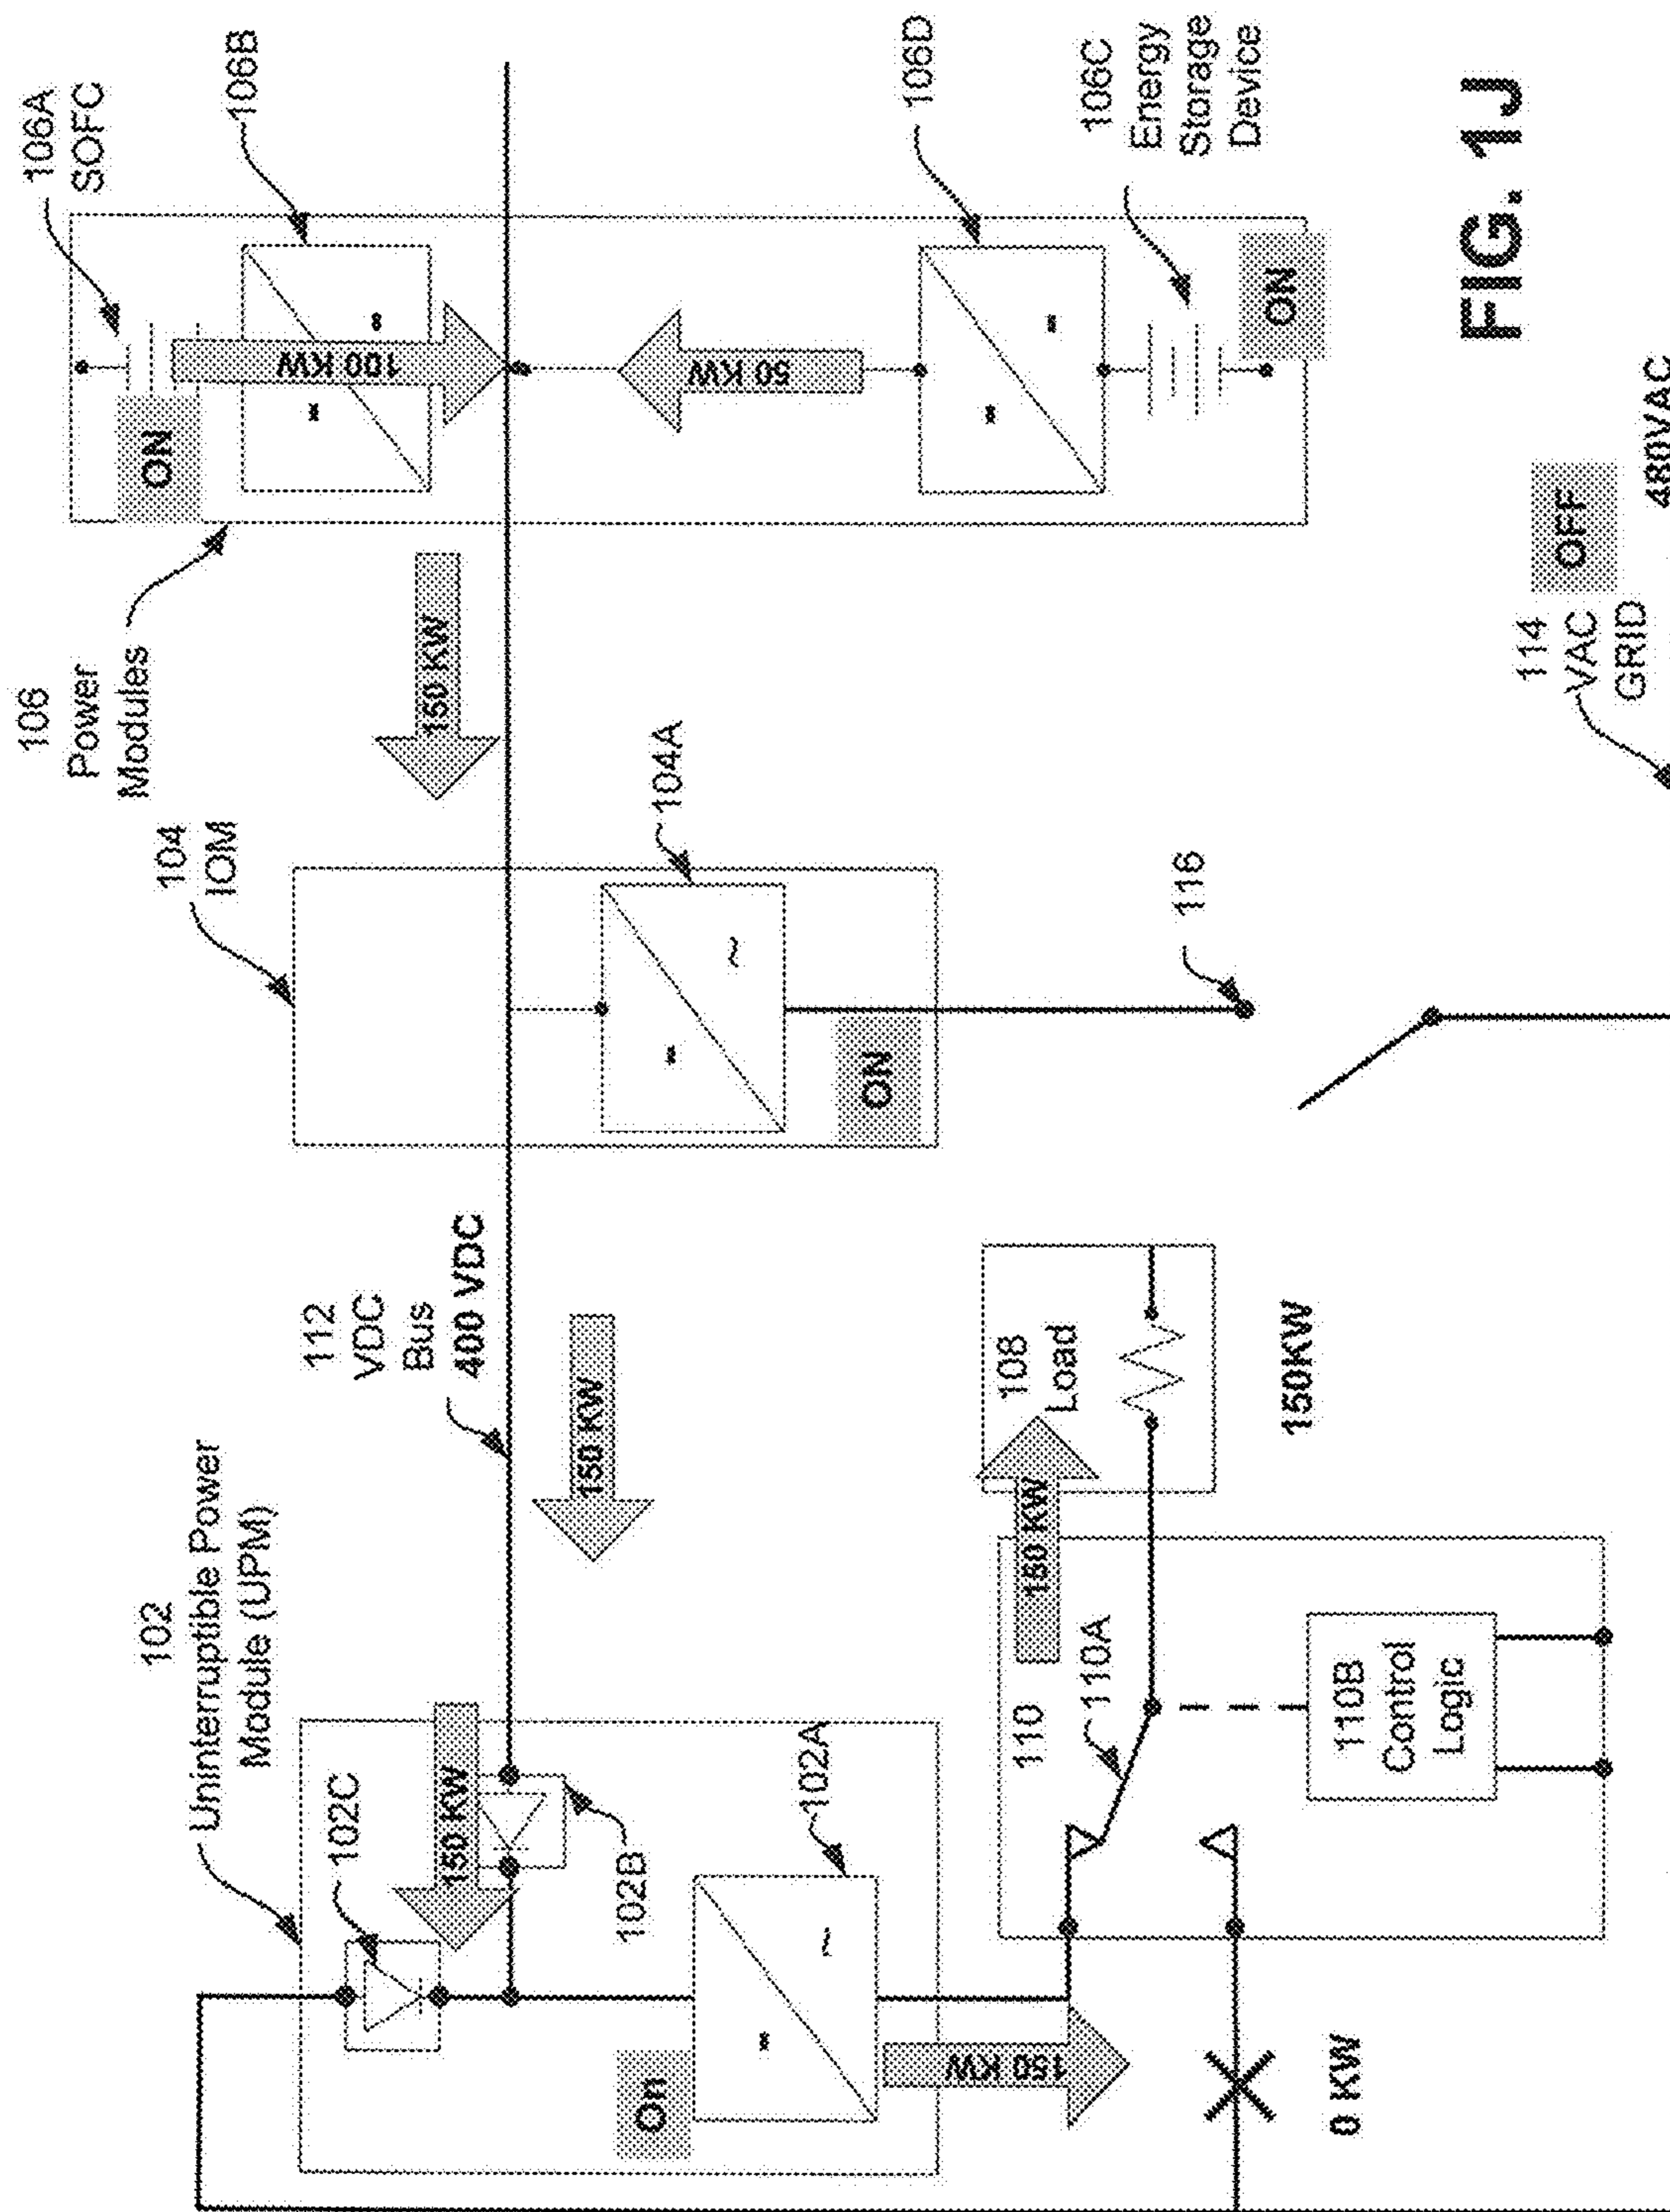 102
Uninterruptible Power
Module (UPM)
102C
150 KW
102B
On
102A
150 KW
112
VDC
Bus
400 VDC
150 KW
104
IOM
104A
ON
150 KW
106
Power
Modules
106A
SOFC
ON
106B
100 KW
50 KW
106D
106C
Energy
Storage
Device
ON
116
110
110A
150 KW
108
Load
150KW
110B
Control
Logic
0 KW
114
VAC
GRID
OFF
480VAC
FIG. 1J